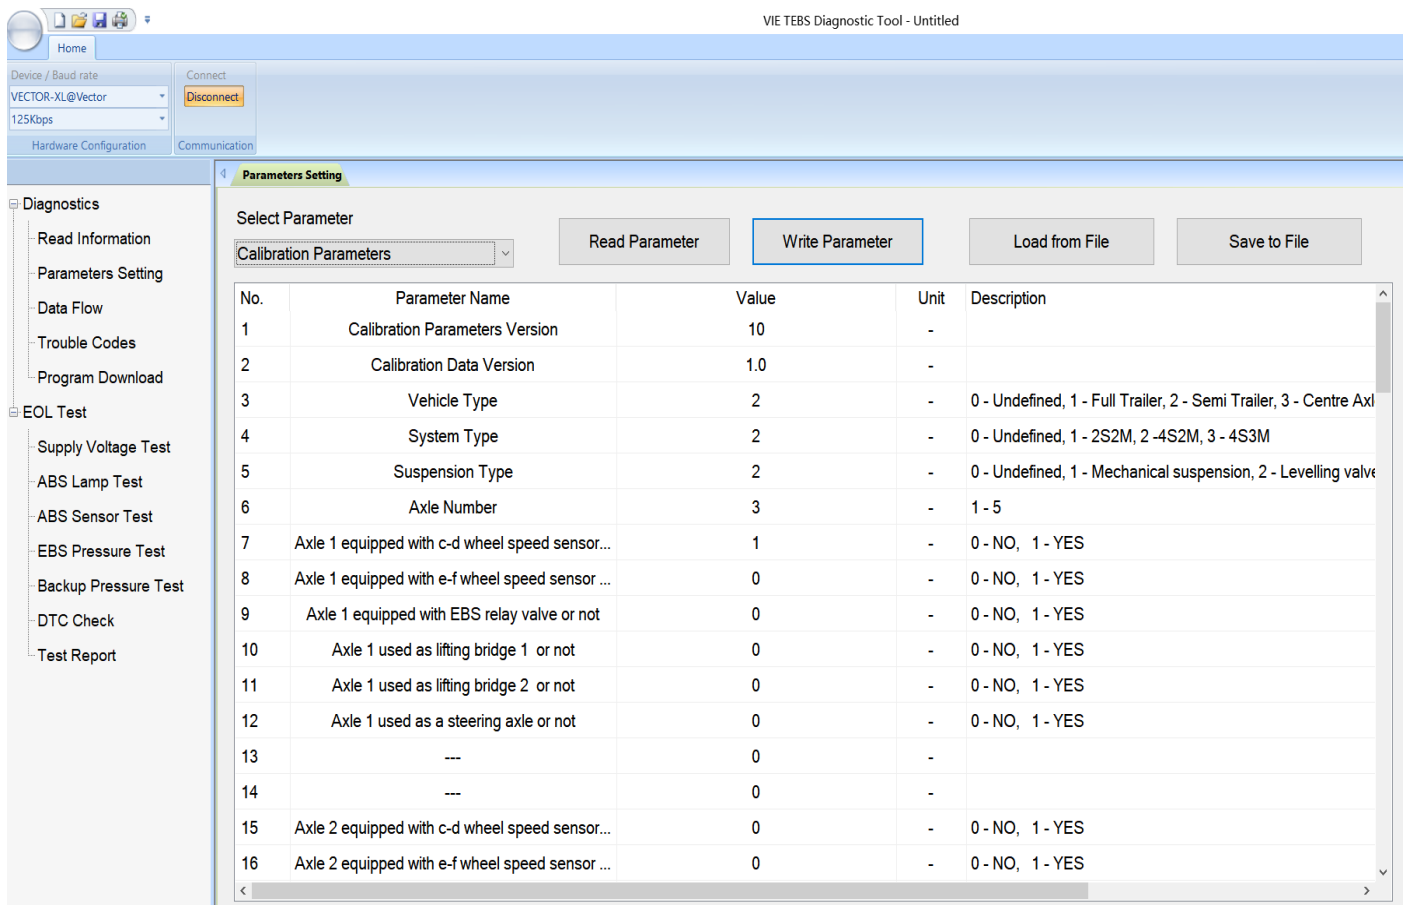 VIE TEBS Diagnostic Tool - Untitled
Home
Device / Baud rate
Connect
VECTOR-XL@Vector
Disconnect
125Kbps
Hardware Configuration
Communication
Parameters Setting
Diagnostics
Read Information
Parameters Setting
Data Flow
Trouble Codes
Program Download
EOL Test
Supply Voltage Test
ABS Lamp Test
ABS Sensor Test
EBS Pressure Test
Backup Pressure Test
DTC Check
Test Report
Select Parameter
Calibration Parameters
Read Parameter
Write Parameter
Load from File
Save to File
No. Parameter Name Value Unit Description
1 Calibration Parameters Version 10 -
2 Calibration Data Version 1.0 -
3 Vehicle Type 2 - 0 - Undefined, 1 - Full Trailer, 2 - Semi Trailer, 3 - Centre Axl
4 System Type 2 - 0 - Undefined, 1 - 2S2M, 2 -4S2M, 3 - 4S3M
5 Suspension Type 2 - 0 - Undefined, 1 - Mechanical suspension, 2 - Levelling valve
6 Axle Number 3 - 1 - 5
7 Axle 1 equipped with c-d wheel speed sensor... 1 - 0 - NO, 1 - YES
8 Axle 1 equipped with e-f wheel speed sensor ... 0 - 0 - NO, 1 - YES
9 Axle 1 equipped with EBS relay valve or not 0 - 0 - NO, 1 - YES
10 Axle 1 used as lifting bridge 1 or not 0 - 0 - NO, 1 - YES
11 Axle 1 used as lifting bridge 2 or not 0 - 0 - NO, 1 - YES
12 Axle 1 used as a steering axle or not 0 - 0 - NO, 1 - YES
13 --- 0 -
14 --- 0 -
15 Axle 2 equipped with c-d wheel speed sensor... 0 - 0 - NO, 1 - YES
16 Axle 2 equipped with e-f wheel speed sensor ... 0 - 0 - NO, 1 - YES